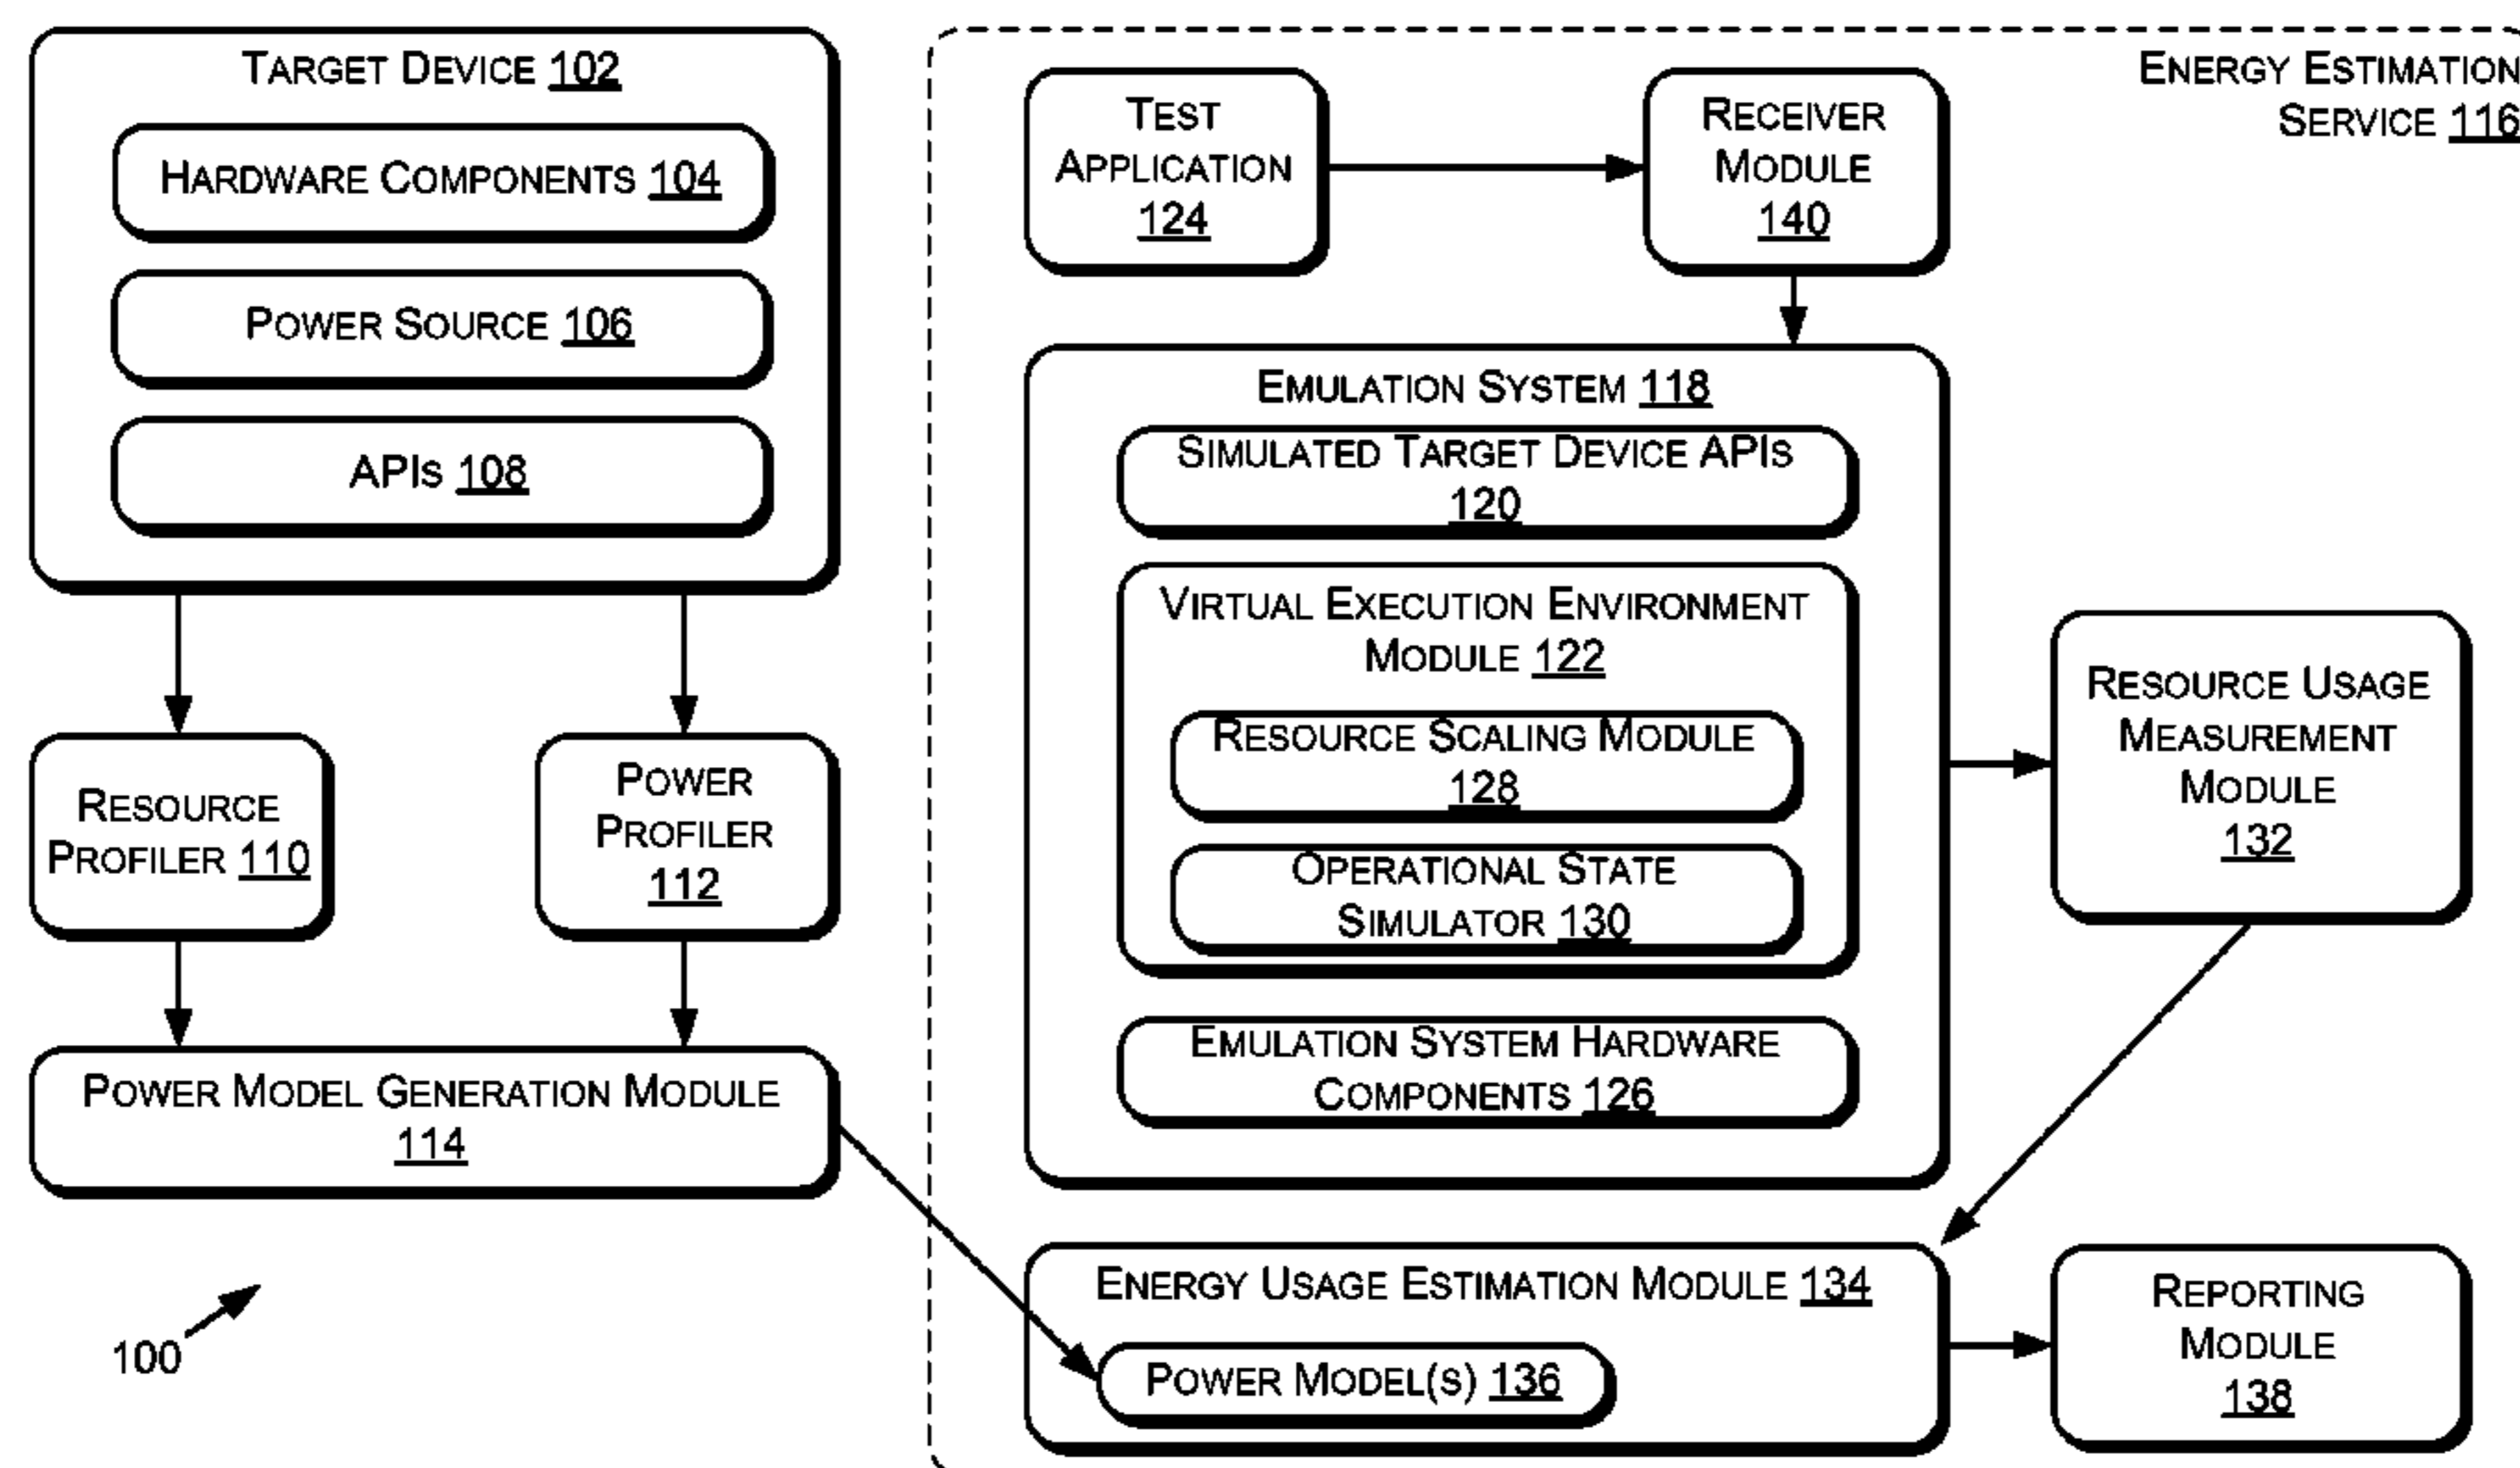 TARGET DEVICE 102
HARDWARE COMPONENTS 104
POWER SOURCE 106
APIS 108
RESOURCE
PROFILER 110
POWER
PROFILER
112
POWER MODEL GENERATION MODULE
114
100
ENERGY ESTIMATION
SERVICE 116
TEST
APPLICATION
124
RECEIVER
MODULE
140
EMULATION SYSTEM 118
SIMULATED TARGET DEVICE APIS
120
VIRTUAL EXECUTION ENVIRONMENT
MODULE 122
RESOURCE SCALING MODULE
128
OPERATIONAL STATE
SIMULATOR 130
EMULATION SYSTEM HARDWARE
COMPONENTS 126
RESOURCE USAGE
MEASUREMENT
MODULE
132
ENERGY USAGE ESTIMATION MODULE 134
POWER MODEL(S) 136
REPORTING
MODULE
138